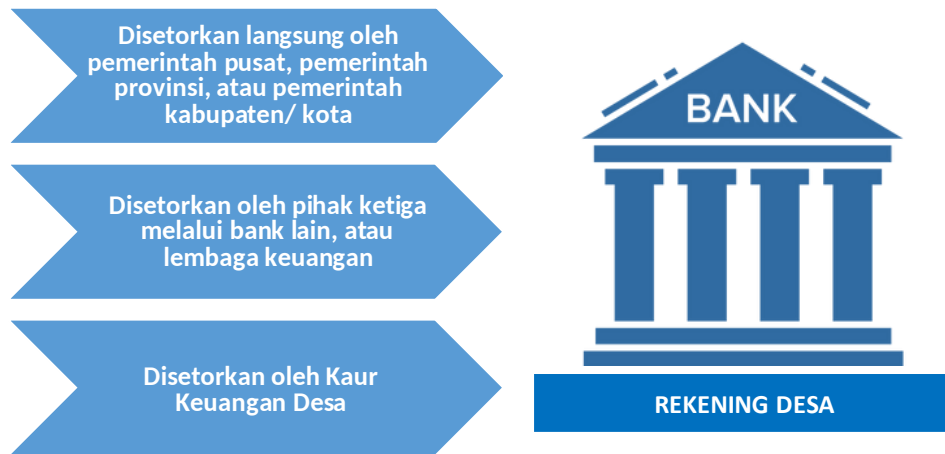 Disetorkan langsung oleh
pemerintah pusat, pemerintah
provinsi, atau pemerintah
kabupaten/ kota
Disetorkan oleh pihak ketiga
melalui bank lain, atau
lembaga keuangan
Disetorkan oleh Kaur
Keuangan Desa
BANK
REKENING DESA